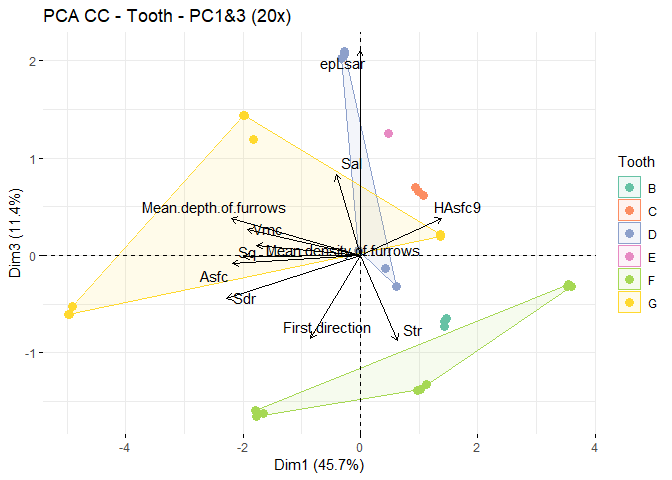 PCA CC - Tooth - PC1&3 (20x)
epLsar
Sal
Mean.depth.of.furrows
HAsfc9
Vmc
Mean.density.of.furrows
Sq
Asfc
Sdr
First.direction
Str
2
1
0
-1
-4
-2
0
2
4
Dim1 (45.7%)
Dim3 (11.4%)
Tooth
B
C
D
E
F
G